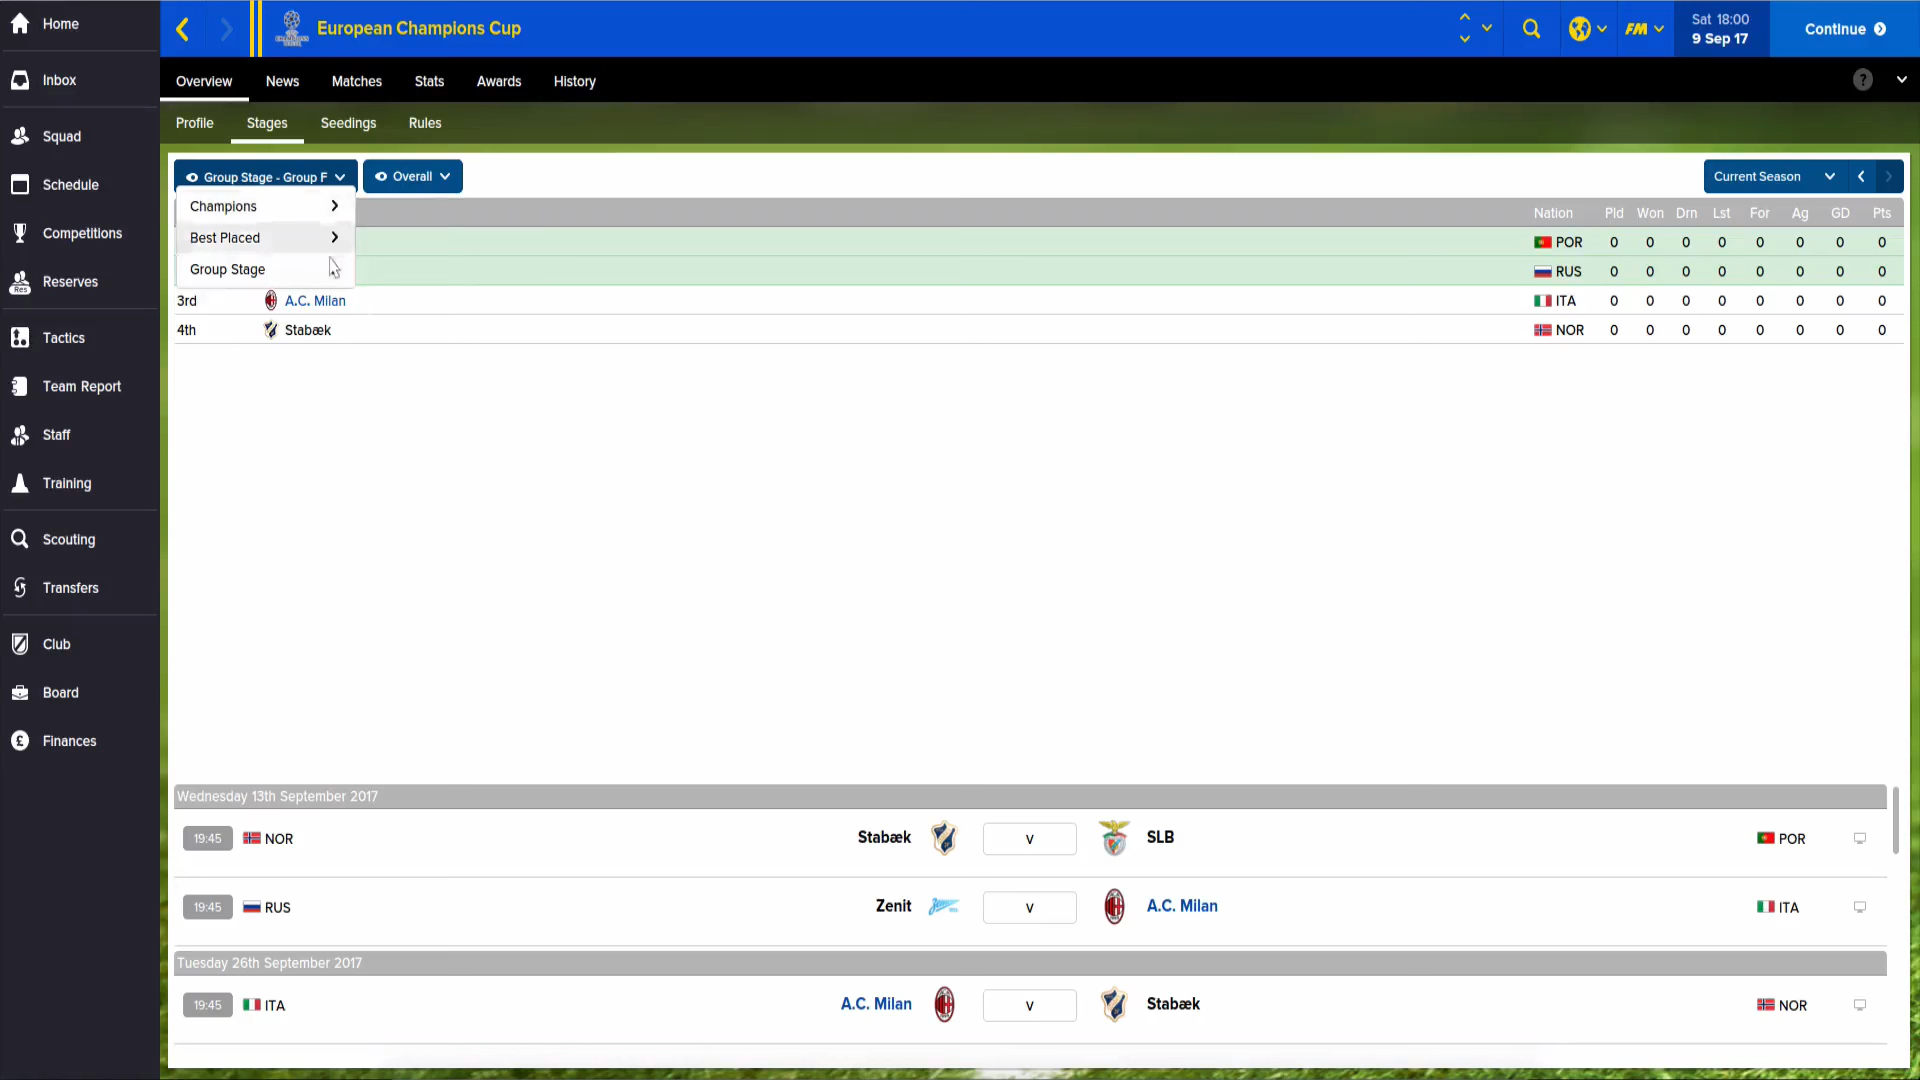 Home
Inbox
Squad
Schedule
Competitions
Reserves
Res
Tactics
Team Report
Staff
Training
Scouting
Transfers
Club
Board
Finances
European Champions Cup
FM
Sat 18:00
9 Sep 17
Continue
Overview News Matches Stats Awards History
?
Profile Stages Seedings Rules
Group Stage - Group F Overall Current Season
Champions
Best Placed
Group Stage
Nation Pld Won Drn Lst For Ag GD Pts
POR 0 0 0 0 0 0 0 0
RUS 0 0 0 0 0 0 0 0
3rd A.C. Milan ITA 0 0 0 0 0 0 0 0
4th Stabæk NOR 0 0 0 0 0 0 0 0
Wednesday 13th September 2017
19:45 NOR Stabæk v SLB POR
19:45 RUS Zenit v A.C. Milan ITA
Tuesday 26th September 2017
19:45 ITA A.C. Milan v Stabæk NOR